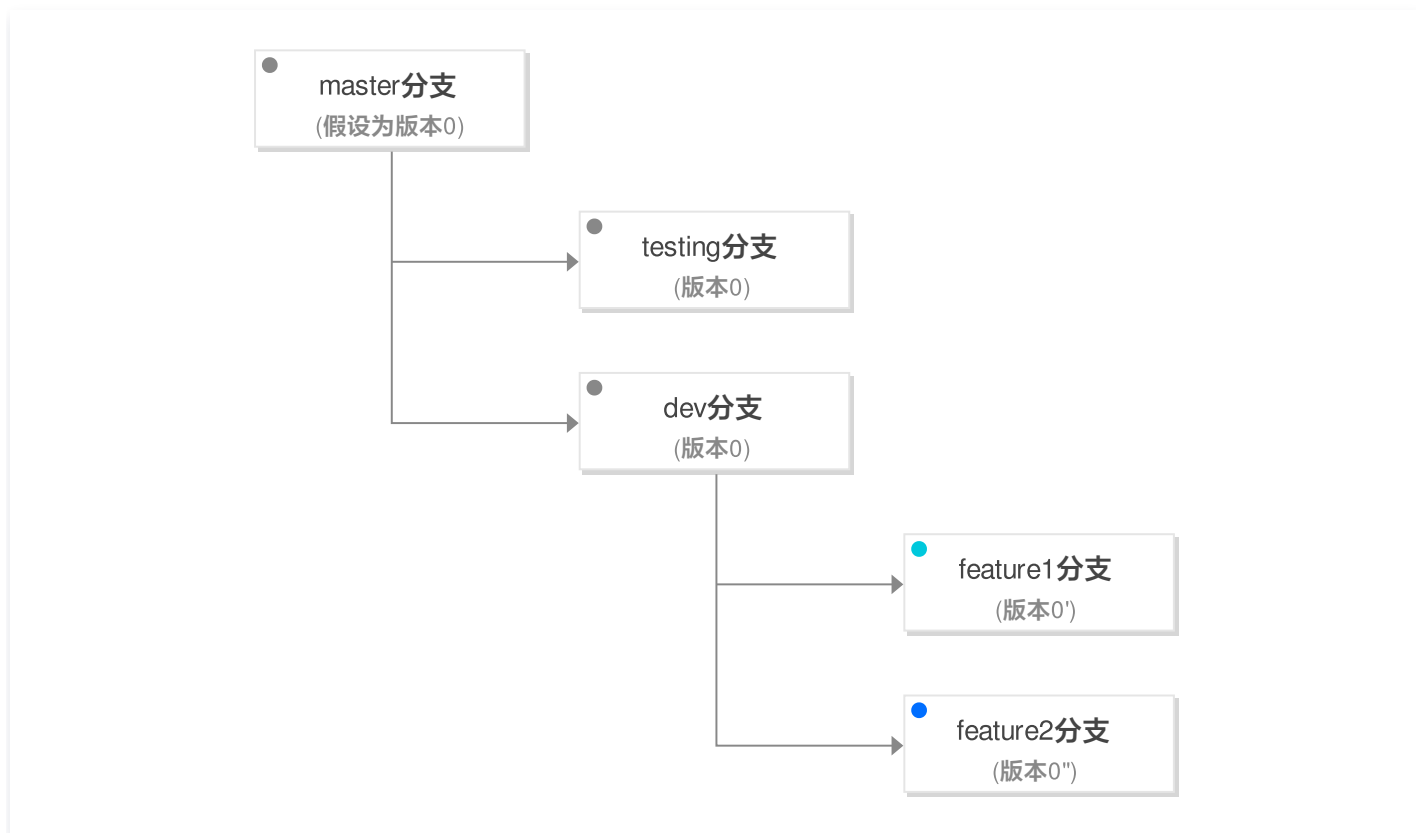 master分支
(假设为版本0)
testing分支
(版本0)
dev分支
(版本0)
feature1分支
(版本0')
feature2分支
(版本0")